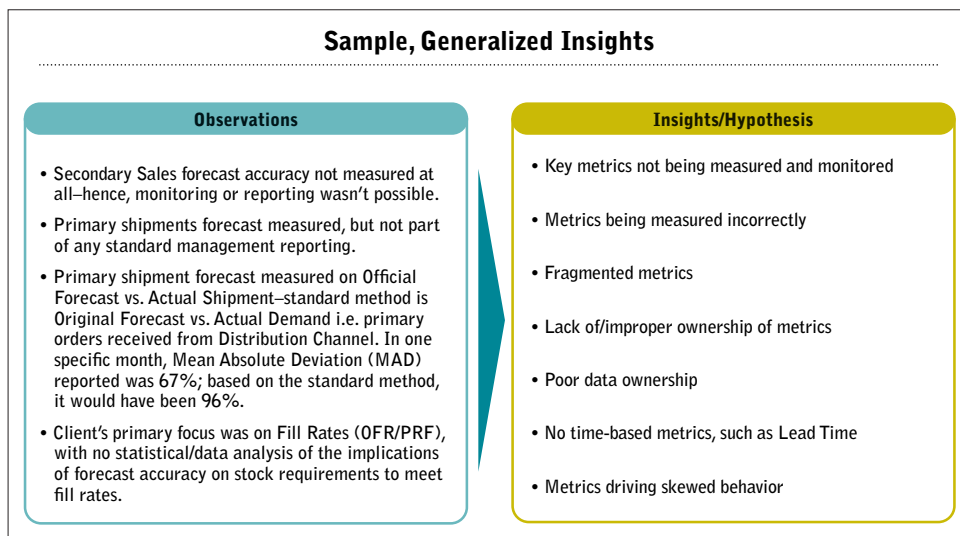 Sample, Generalized Insights
Observations
• Secondary Sales forecast accuracy not measured at
all–hence, monitoring or reporting wasn't possible.
• Primary shipments forecast measured, but not part
of any standard management reporting.
• Primary shipment forecast measured on Official
Forecast vs. Actual Shipment–standard method is
Original Forecast vs. Actual Demand i.e. primary
orders received from Distribution Channel. In one
specific month, Mean Absolute Deviation (MAD)
reported was 67%; based on the standard method,
it would have been 96%.
• Client's primary focus was on Fill Rates (OFR/PRF),
with no statistical/data analysis of the implications
of forecast accuracy on stock requirements to meet
fill rates.
Insights/Hypothesis
• Key metrics not being measured and monitored
• Metrics being measured incorrectly
• Fragmented metrics
• Lack of/improper ownership of metrics
• Poor data ownership
• No time-based metrics, such as Lead Time
• Metrics driving skewed behavior